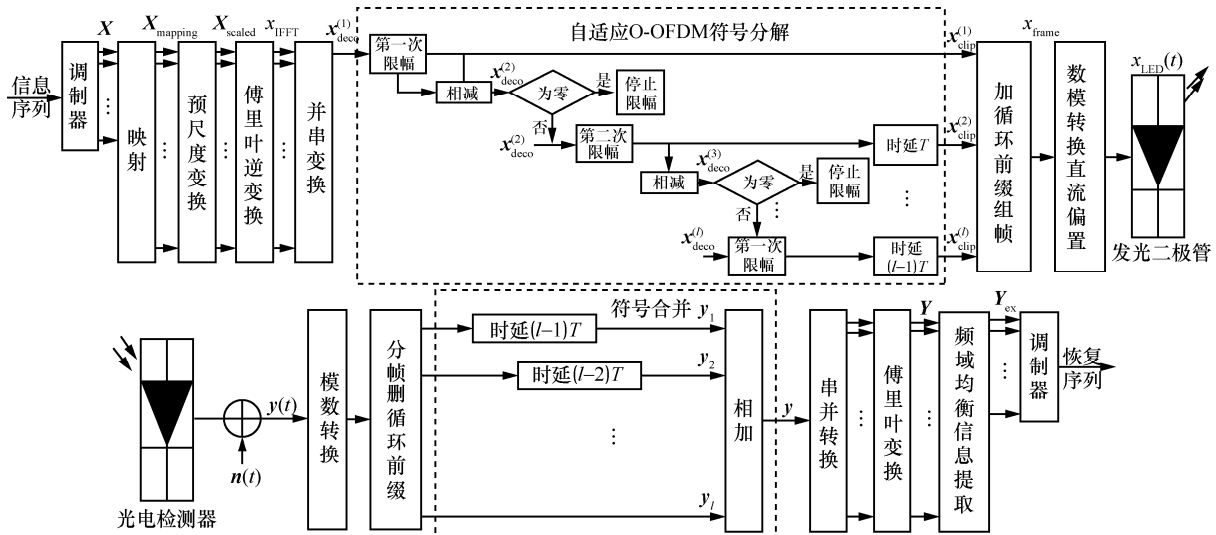 信息
序列
调制器
X
映射
X_mapping
预尺度变换
X_scaled
傅里叶逆变换
x_IFFT
并串变换
x_deco^(1)
自适应O-OFDM符号分解
第一次
限幅
相减
x_deco^(2)
为零
是
停止
限幅
否
x_deco^(2)
第二次
限幅
相减
x_deco^(3)
为零
是
停止
限幅
否
⋯
x_deco^(l)
第一次
限幅
时延T
⋮
时延
(l−1)T
x_clip^(1)
x_clip^(2)
x_clip^(l)
加循环前缀组帧
x_frame
数模转换直流偏置
x_LED(t)
发光二极管
光电检测器
n(t)
y(t)
模数转换
分帧删循环前缀
符号合并
时延(l−1)T
y_1
时延(l−2)T
y_2
⋮
y_l
相加
y
串并转换
傅里叶变换
Y
频域均衡信息提取
Y_ex
调制器
恢复
序列